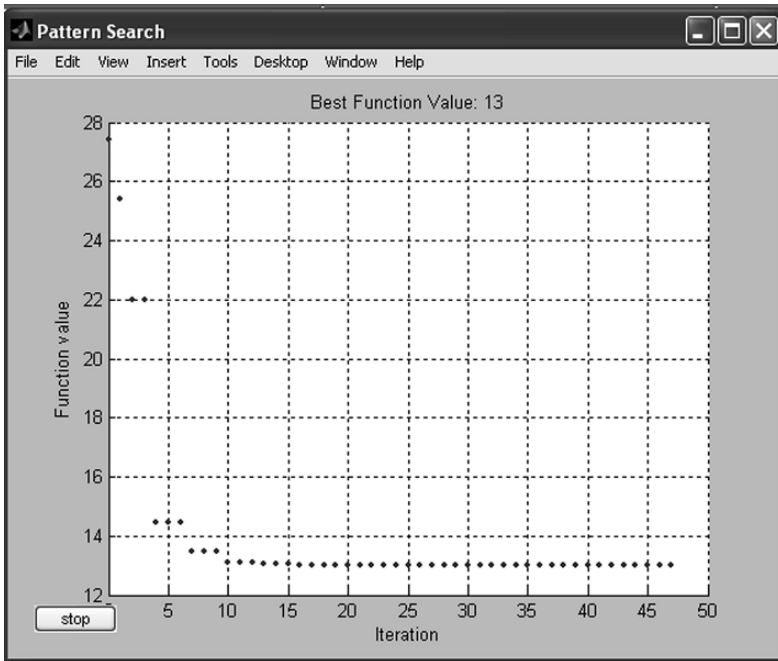 Pattern Search
File Edit View Insert Tools Desktop Window Help
Best Function Value: 13
28
26
24
22
20
18
16
14
12
Function value
5 10 15 20 25 30 35 40 45 50
Iteration
stop